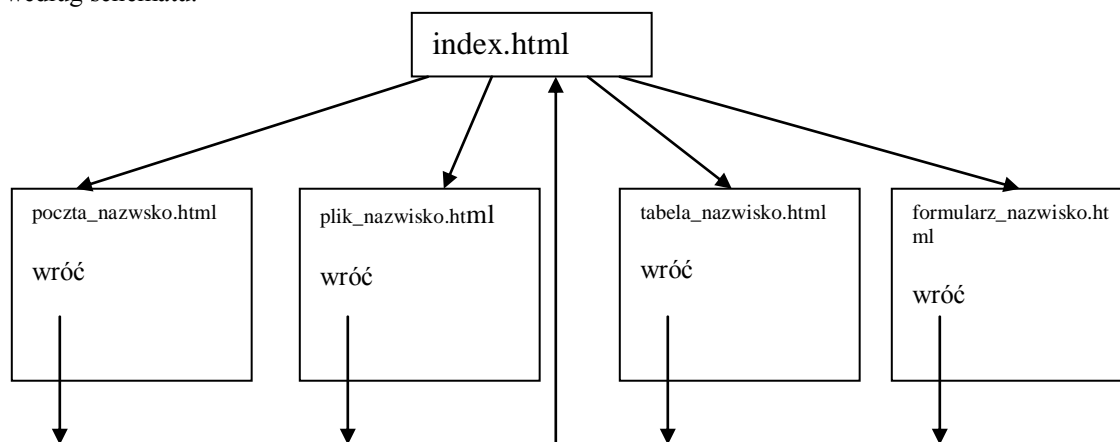 według schematu:
index.html
poczta_nazwsko.html
wróć
plik_nazwisko.html
wróć
tabela_nazwisko.html
wróć
formularz_nazwisko.ht
ml
wróć